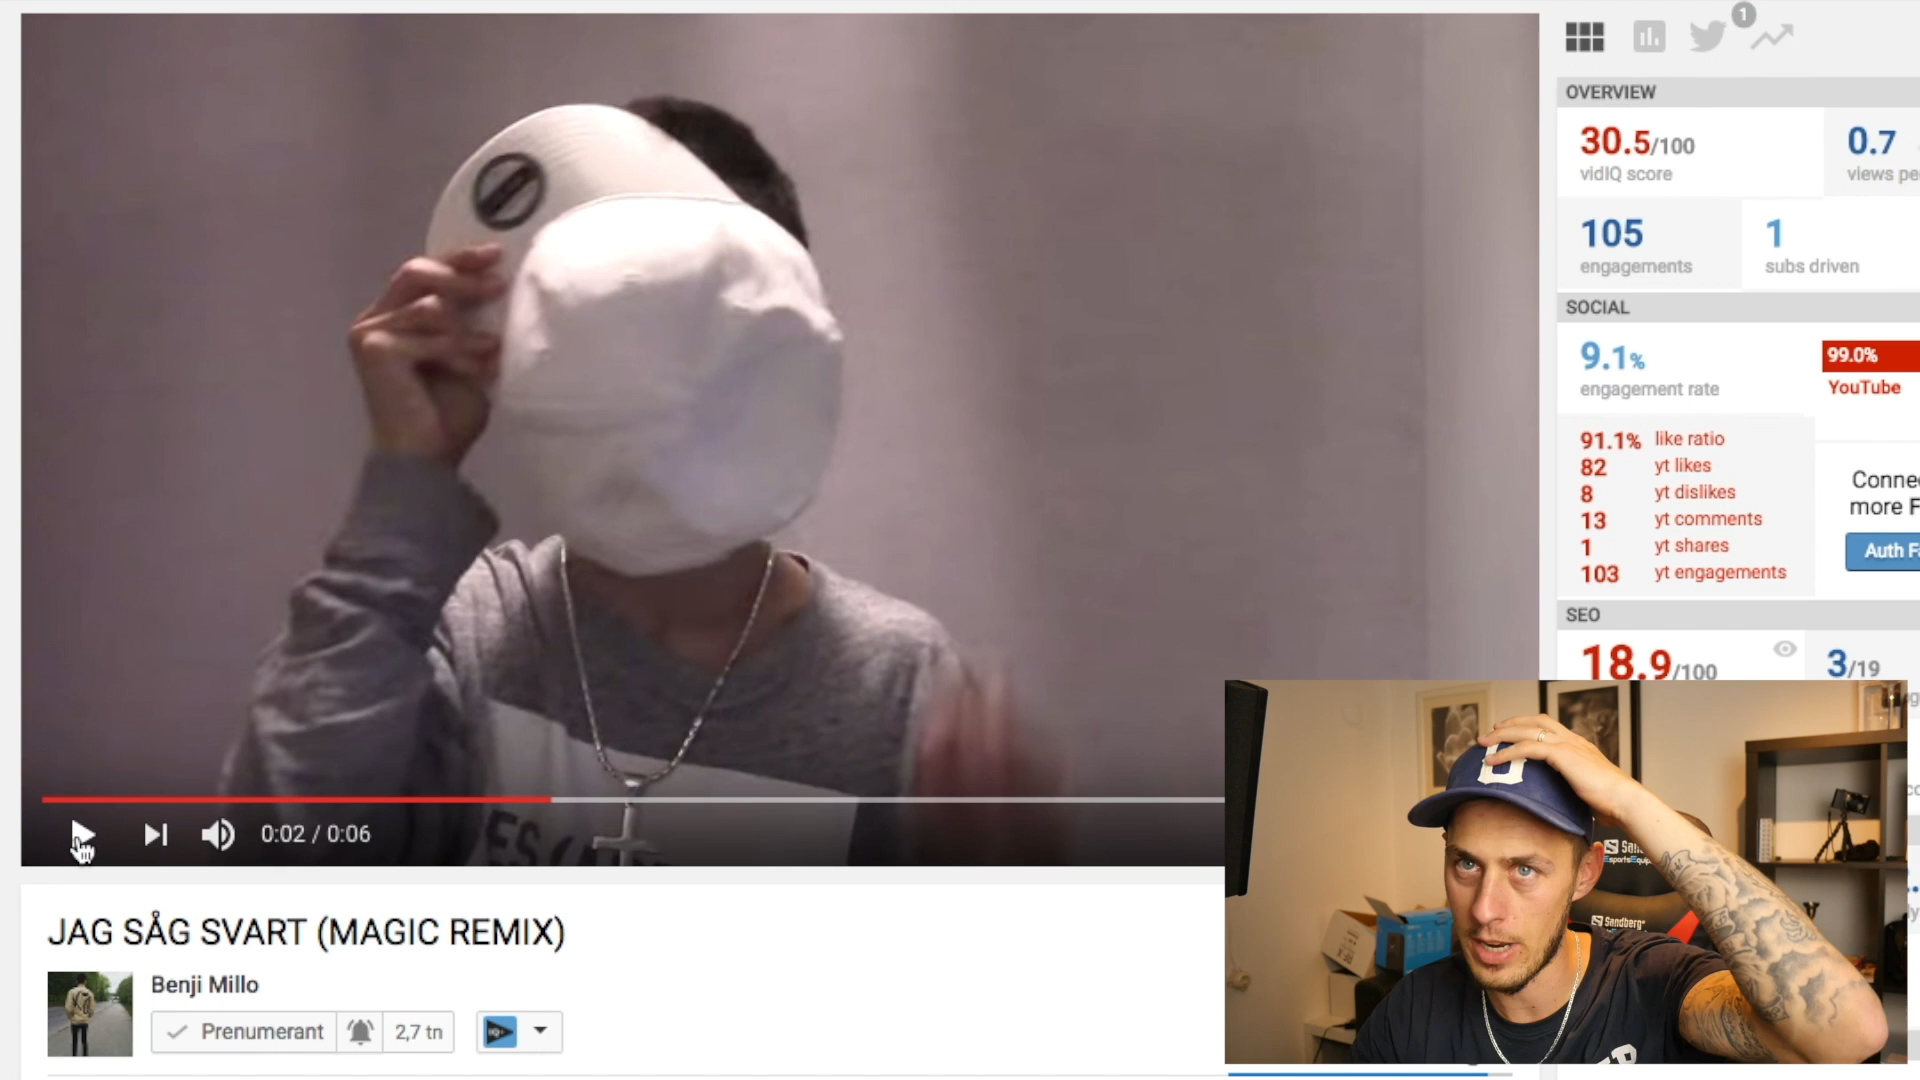 1
OVERVIEW
30.5/100
vidIQ score
0.7
views pe
105
engagements
1
subs driven
SOCIAL
9.1%
engagement rate
99.0%
YouTube
91.1% like ratio
82 yt likes
8 yt dislikes
13 yt comments
1 yt shares
103 yt engagements
Conne
more F
Auth Fa
SEO
18.9/100
3/19
0:02 / 0:06
JAG SÅG SVART (MAGIC REMIX)
Benji Millo
Prenumerant
2,7 tn
Sandberg